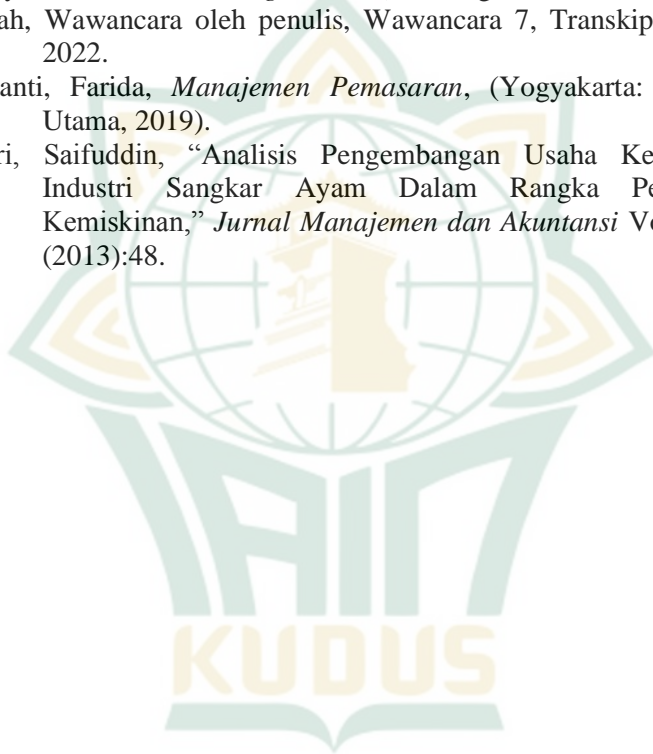 ah, Wawancara oleh penulis, Wawancara 7, Transkip
2022.
anti, Farida, Manajemen Pemasaran, (Yogyakarta:
Utama, 2019).
ri, Saifuddin, “Analisis Pengembangan Usaha Ke
Industri Sangkar Ayam Dalam Rangka Pe
Kemiskinan,” Jurnal Manajemen dan Akuntansi Vo
(2013):48.
IAIN
KUDUS